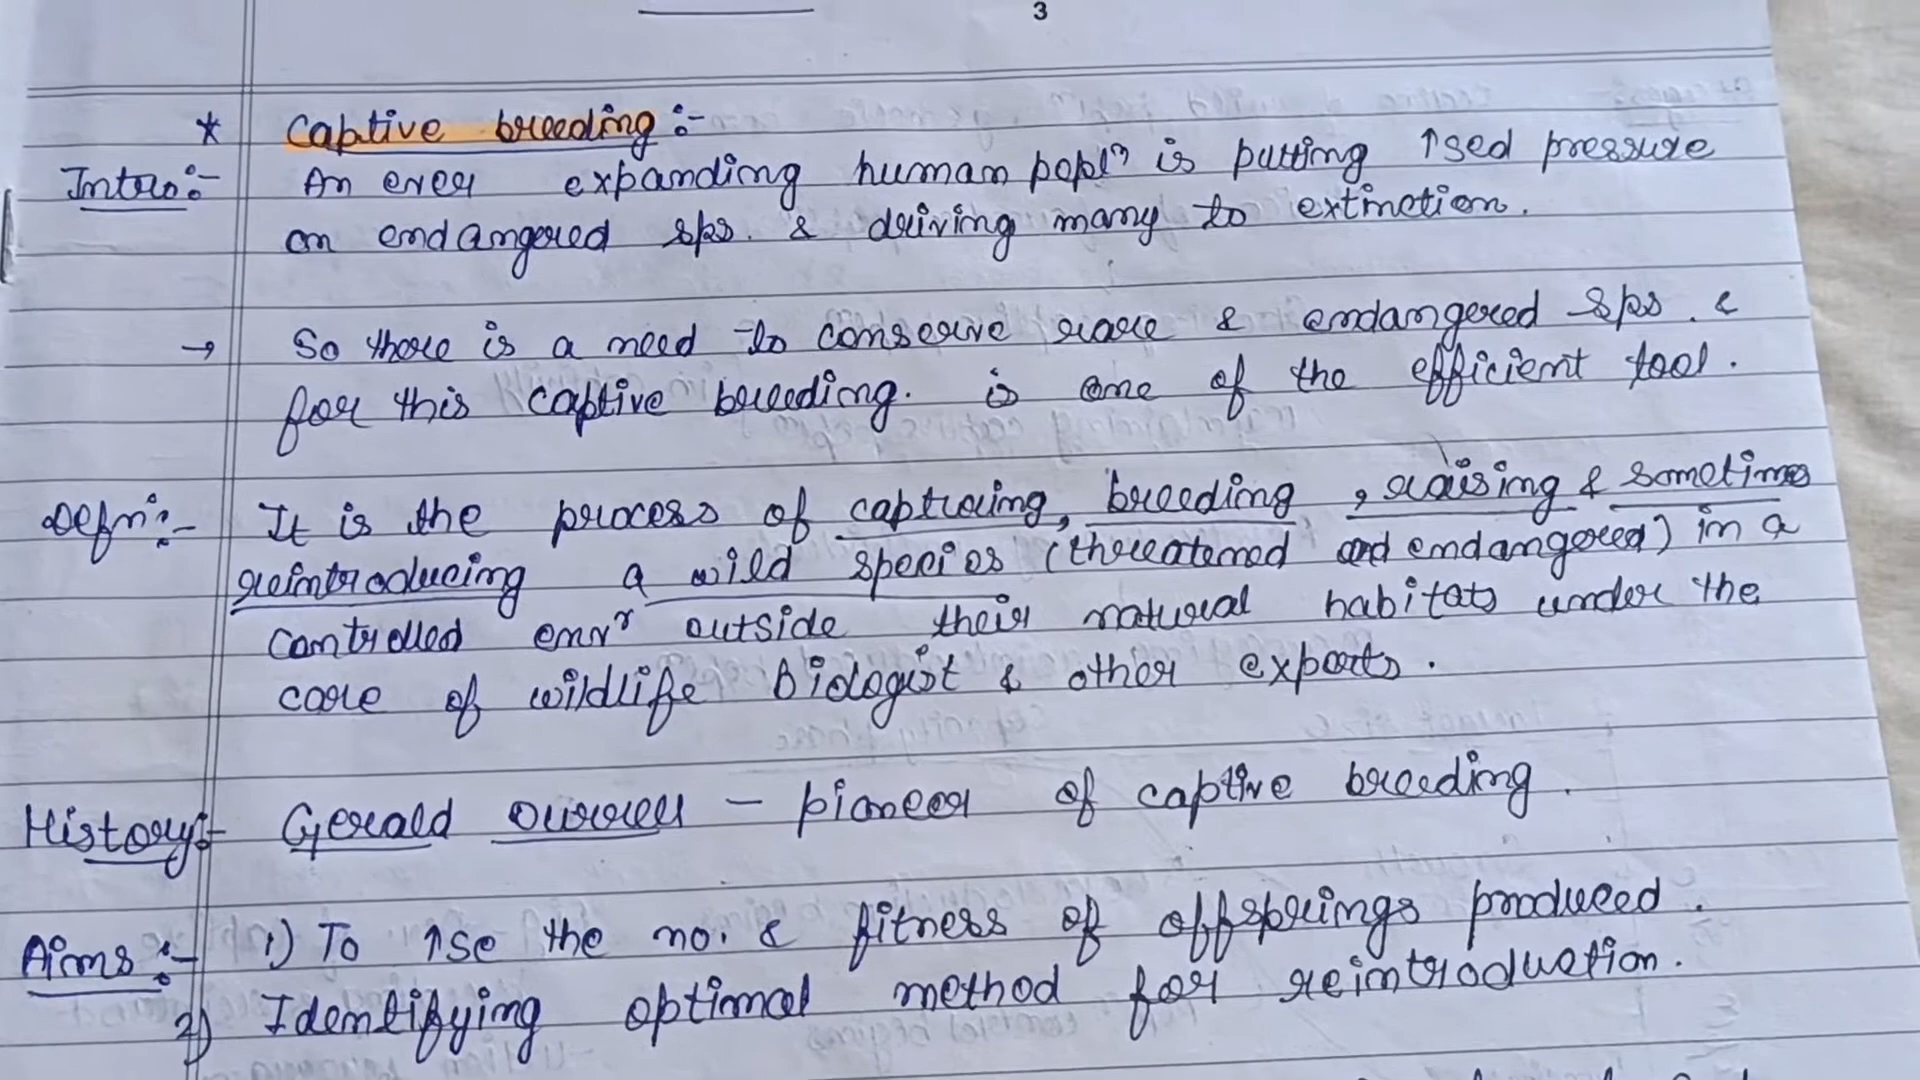 3
* Captive breeding :-
Intro:- An ever expanding human popl^n is putting ↑sed pressure
on endangered sps. & driving many to extinction.
→ So there is a need to conserve rare & endangered sps. &
for this captive breeding. is one of the efficient tool.
Defn:- It is the process of capturing, breeding, raising & sometimes
reintroducing a wild species (threatened and endangered) in a
controlled env^r outside their natural habitats under the
care of wildlife Biologist & other experts.
History:- Gerald Durrell - pioneer of captive breeding.
Aims:- 1) To ↑se the no. & fitness of offsprings produced.
2) Identifying optimal method for reintroduction.